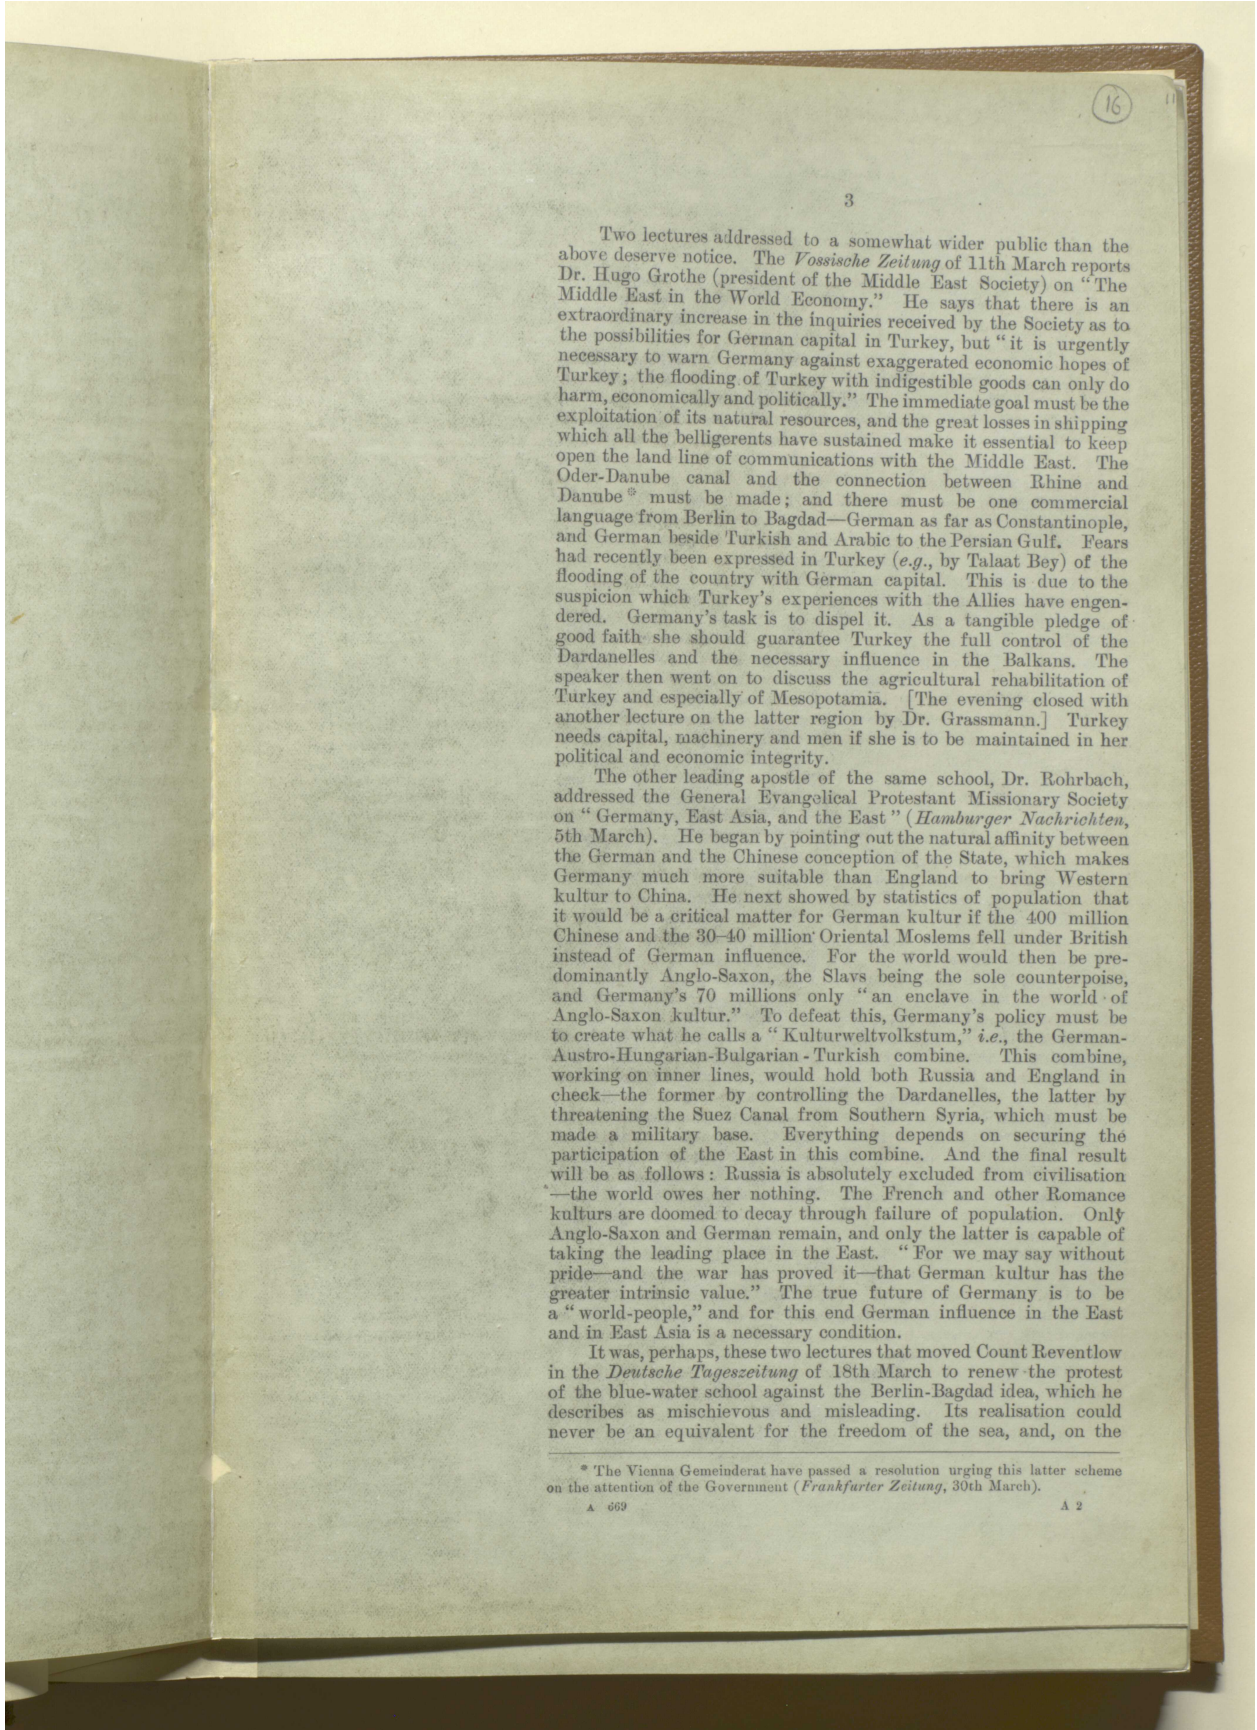 16
11
3
Two lectures addressed to a somewhat wider public than the
above deserve notice. The Vossische Zeitung of 11th March reports
Dr. Hugo Grothe (president of the Middle East Society) on “The
Middle East in the World Economy.” He says that there is an
extraordinary increase in the inquiries received by the Society as to
the possibilities for German capital in Turkey, but “it is urgently
necessary to warn Germany against exaggerated economic hopes of
Turkey; the flooding of Turkey with indigestible goods can only do
harm, economically and politically.” The immediate goal must be the
exploitation of its natural resources, and the great losses in shipping
which all the belligerents have sustained make it essential to keep
open the land line of communications with the Middle East. The
Oder-Danube canal and the connection between Rhine and
Danube* must be made; and there must be one commercial
language from Berlin to Bagdad—German as far as Constantinople,
and German beside Turkish and Arabic to the Persian Gulf. Fears
had recently been expressed in Turkey (e.g., by Talaat Bey) of the
flooding of the country with German capital. This is due to the
suspicion which Turkey’s experiences with the Allies have engen-
dered. Germany’s task is to dispel it. As a tangible pledge of
good faith she should guarantee Turkey the full control of the
Dardanelles and the necessary influence in the Balkans. The
speaker then went on to discuss the agricultural rehabilitation of
Turkey and especially of Mesopotamia. [The evening closed with
another lecture on the latter region by Dr. Grassmann.] Turkey
needs capital, machinery and men if she is to be maintained in her
political and economic integrity.
The other leading apostle of the same school, Dr. Rohrbach,
addressed the General Evangelical Protestant Missionary Society
on “Germany, East Asia, and the East” (Hamburger Nachrichten,
5th March). He began by pointing out the natural affinity between
the German and the Chinese conception of the State, which makes
Germany much more suitable than England to bring Western
kultur to China. He next showed by statistics of population that
it would be a critical matter for German kultur if the 400 million
Chinese and the 30–40 million Oriental Moslems fell under British
instead of German influence. For the world would then be pre-
dominantly Anglo-Saxon, the Slavs being the sole counterpoise,
and Germany’s 70 millions only “an enclave in the world of
Anglo-Saxon kultur.” To defeat this, Germany’s policy must be
to create what he calls a “Kulturweltvolkstum,” i.e., the German-
Austro-Hungarian-Bulgarian-Turkish combine. This combine,
working on inner lines, would hold both Russia and England in
check—the former by controlling the Dardanelles, the latter by
threatening the Suez Canal from Southern Syria, which must be
made a military base. Everything depends on securing the
participation of the East in this combine. And the final result
will be as follows: Russia is absolutely excluded from civilisation
—the world owes her nothing. The French and other Romance
kulturs are doomed to decay through failure of population. Only
Anglo-Saxon and German remain, and only the latter is capable of
taking the leading place in the East. “For we may say without
pride—and the war has proved it—that German kultur has the
greater intrinsic value.” The true future of Germany is to be
a “world-people,” and for this end German influence in the East
and in East Asia is a necessary condition.
It was, perhaps, these two lectures that moved Count Reventlow
in the Deutsche Tageszeitung of 18th March to renew the protest
of the blue-water school against the Berlin-Bagdad idea, which he
describes as mischievous and misleading. Its realisation could
never be an equivalent for the freedom of the sea, and, on the
* The Vienna Gemeinderat have passed a resolution urging this latter scheme
on the attention of the Government (Frankfurter Zeitung, 30th March).
A 669 A 2